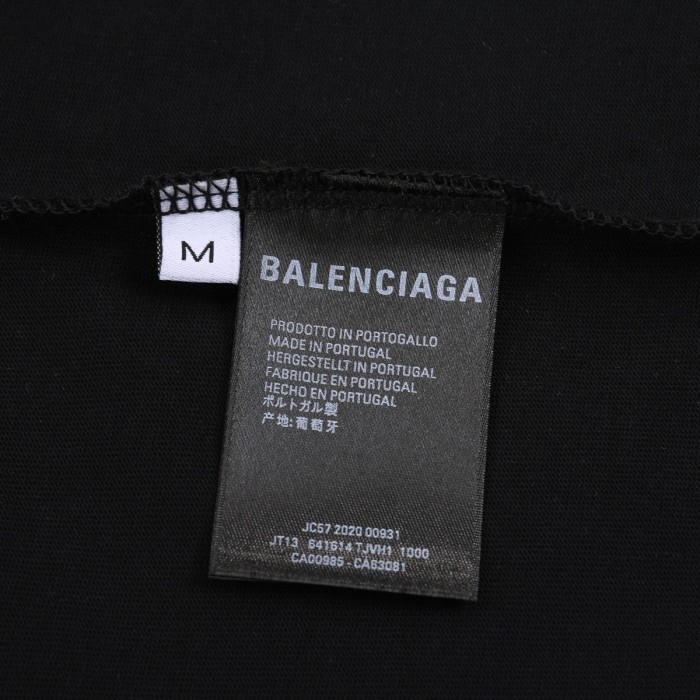 M
BALENCIAGA
PRODOTTO IN PORTOGALLO
MADE IN PORTUGAL
HERGESTELLT IN PORTUGAL
FABRIQUE EN PORTUGAL
HECHO EN PORTUGAL
ポルトガル製
产地:葡萄牙
JC57 2020 00931
JT13 641614 TJVH1 1000
CA00985 - CA63081